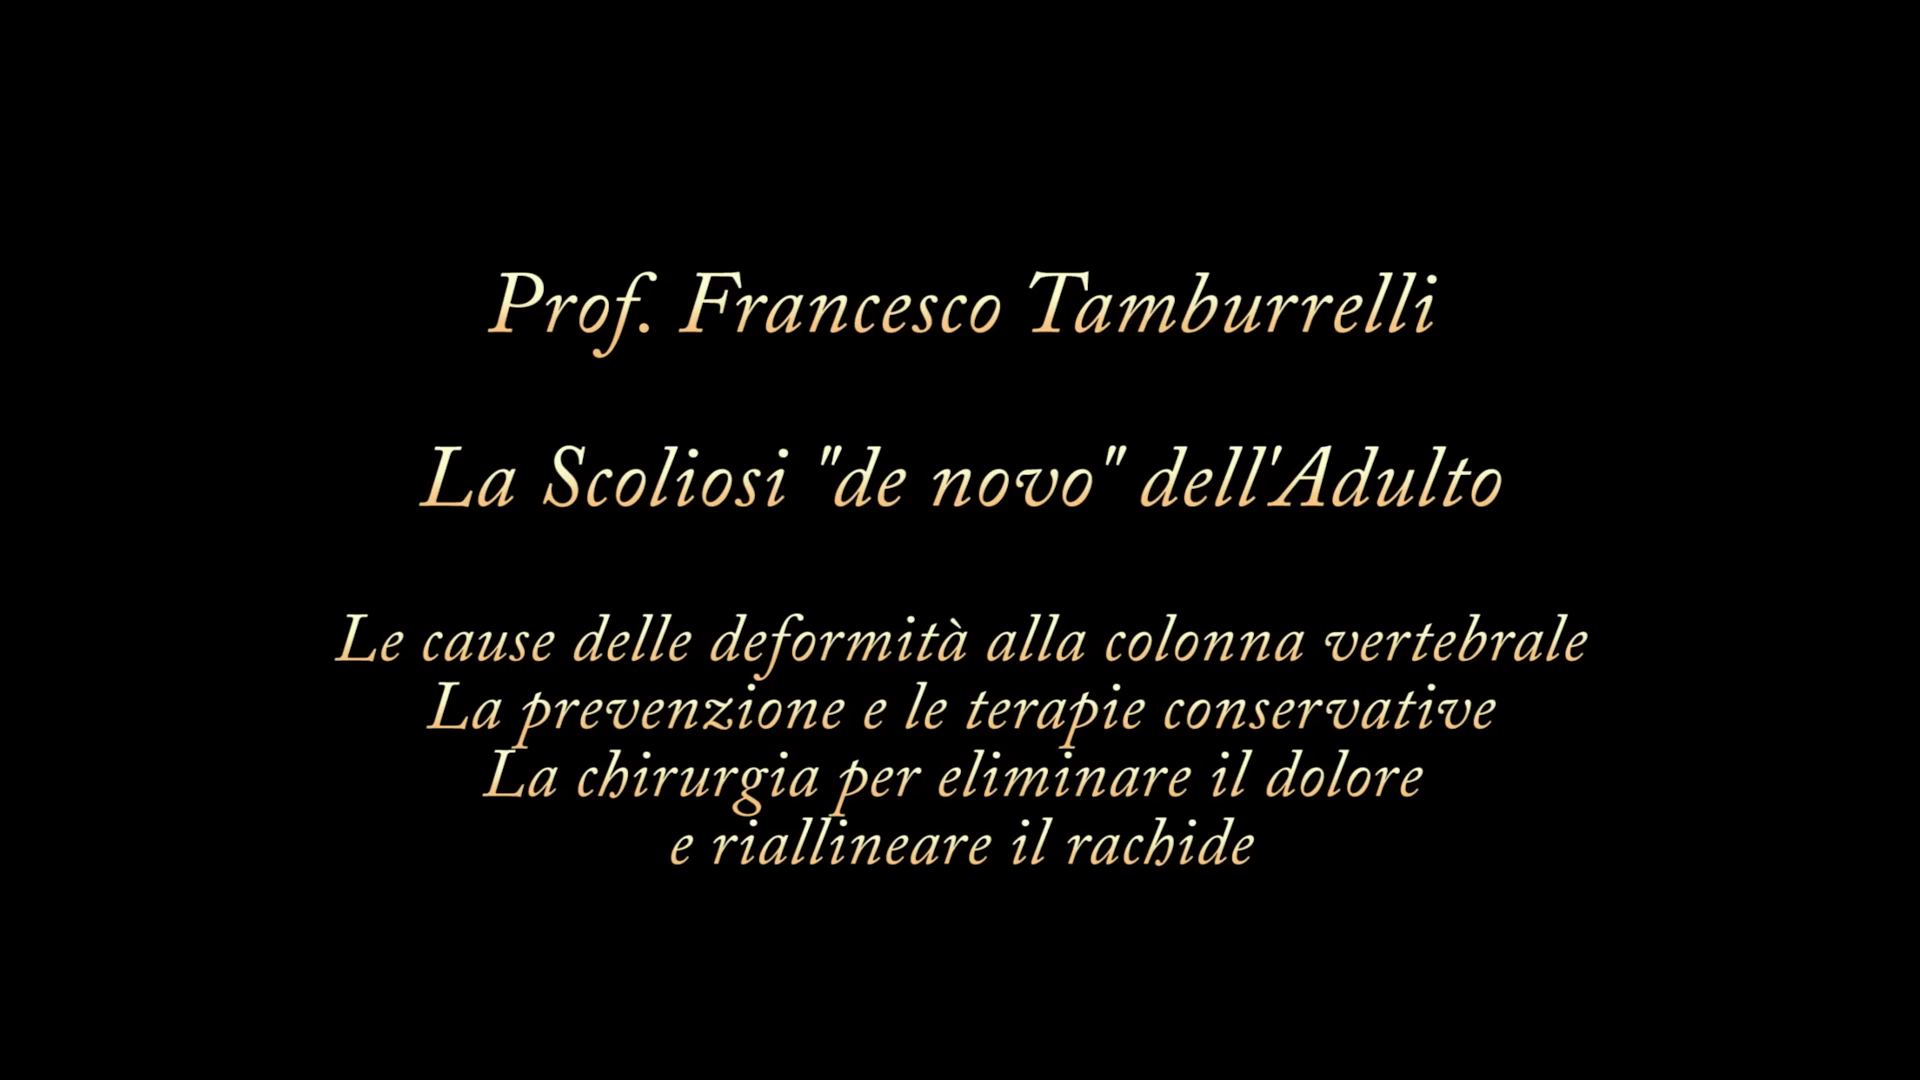 Prof. Francesco Tamburrelli
La Scoliosi "de novo" dell'Adulto
Le cause delle deformità alla colonna vertebrale
La prevenzione e le terapie conservative
La chirurgia per eliminare il dolore
e riallineare il rachide